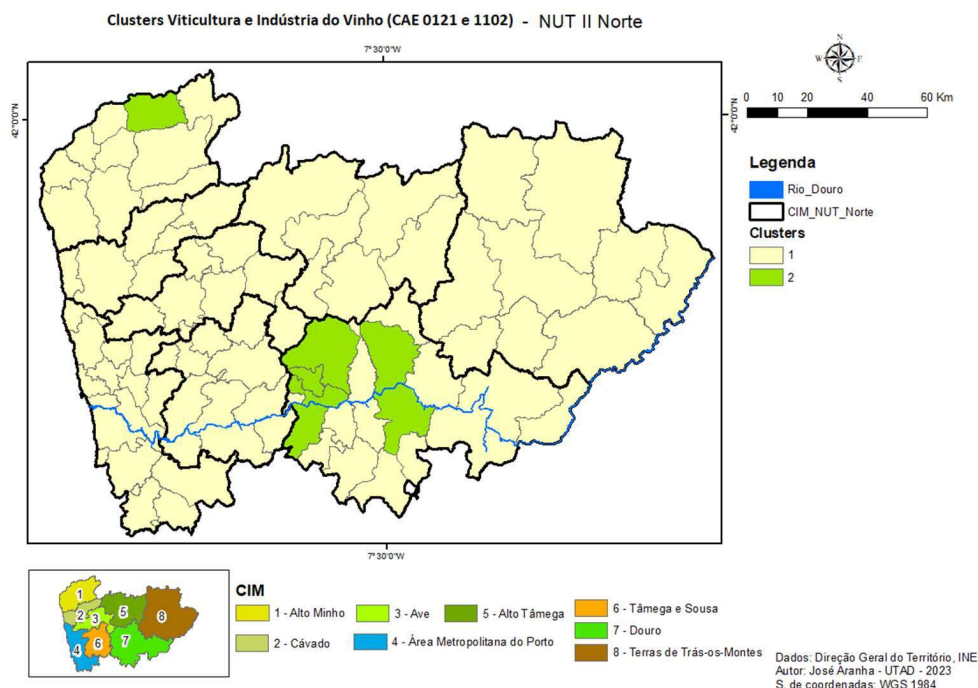 Clusters Viticultura e Indústria do Vinho (CAE 0121 e 1102) - NUT II Norte
7°30'0"W
N
W E
S
42°0'0"N
42°0'0"N
0 10 20 40 60 Km
Legenda
Rio_Douro
CIM_NUT_Norte
Clusters
1
2
7°30'0"W
1
2
3
4
5
6
7
8
CIM
1 - Alto Minho
3 - Ave
5 - Alto Tâmega
6 - Tâmega e Sousa
2 - Cávado
4 - Área Metropolitana do Porto
7 - Douro
8 - Terras de Trás-os-Montes
Dados: Direção Geral do Território, INE
Autor: José Aranha - UTAD - 2023
S. de coordenadas: WGS 1984